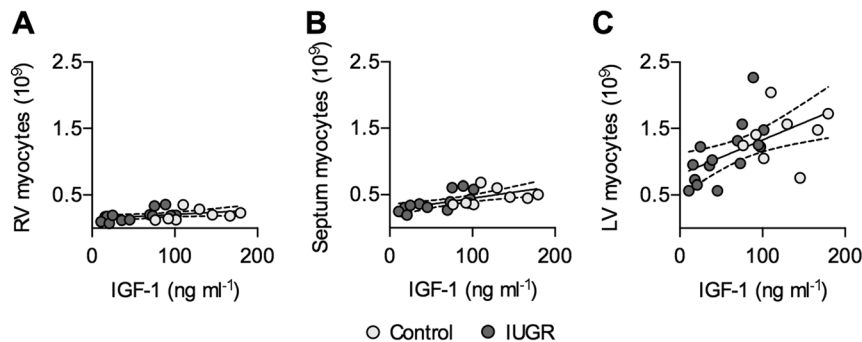 A
B
C
RV myocytes (10⁹)
Septum myocytes (10⁹)
LV myocytes (10⁹)
2.5
1.5
0.5
2.5
1.5
0.5
2.5
1.5
0.5
0 100 200
0 100 200
0 100 200
IGF-1 (ng ml⁻¹)
IGF-1 (ng ml⁻¹)
IGF-1 (ng ml⁻¹)
Control IUGR